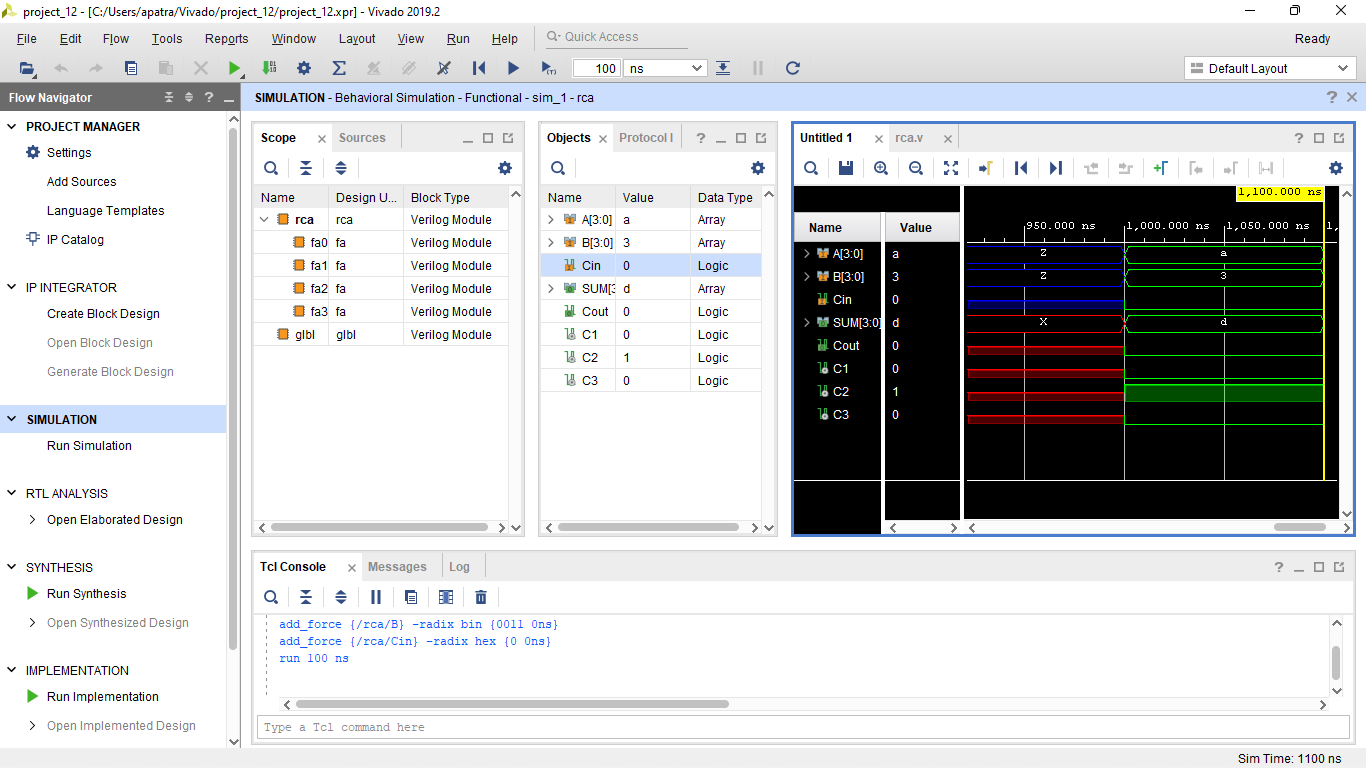 project_12 - [C:/Users/apatra/Vivado/project_12/project_12.xpr] - Vivado 2019.2
File Edit Flow Tools Reports Window Layout View Run Help Quick Access Ready
100 ns Default Layout
Flow Navigator
PROJECT MANAGER
Settings
Add Sources
Language Templates
IP Catalog
IP INTEGRATOR
Create Block Design
Open Block Design
Generate Block Design
SIMULATION
Run Simulation
RTL ANALYSIS
Open Elaborated Design
SYNTHESIS
Run Synthesis
Open Synthesized Design
IMPLEMENTATION
Run Implementation
Open Implemented Design
SIMULATION - Behavioral Simulation - Functional - sim_1 - rca
Scope Sources
Name Design U... Block Type
rca rca Verilog Module
fa0 fa Verilog Module
fa1 fa Verilog Module
fa2 fa Verilog Module
fa3 fa Verilog Module
glbl glbl Verilog Module
Objects Protocol I
Name Value Data Type
A[3:0] a Array
B[3:0] 3 Array
Cin 0 Logic
SUM[3 d Array
Cout 0 Logic
C1 0 Logic
C2 1 Logic
C3 0 Logic
Untitled 1 rca.v
1,100.000 ns
Name Value 950.000 ns 1,000.000 ns 1,050.000 ns 1,
A[3:0] a Z a
B[3:0] 3 Z 3
Cin 0
SUM[3:0] d X d
Cout 0
C1 0
C2 1
C3 0
Tcl Console Messages Log
add_force {/rca/B} -radix bin {0011 0ns}
add_force {/rca/Cin} -radix hex {0 0ns}
run 100 ns
Type a Tcl command here
Sim Time: 1100 ns